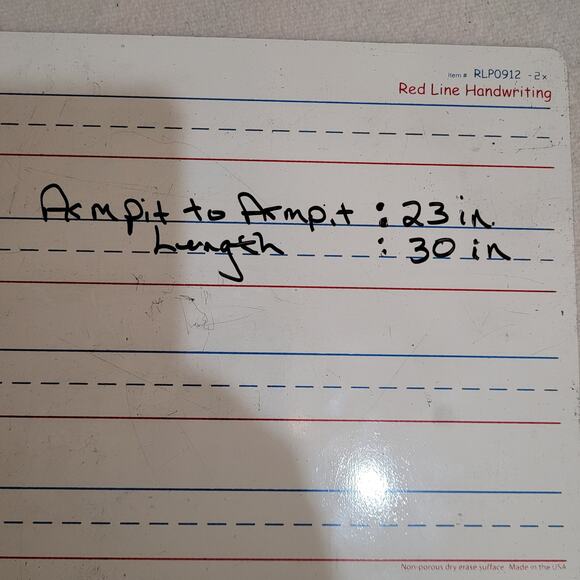 Item # RLP0912 - 2x
Red Line Handwriting
Armpit to Armpit : 23 in
Length : 30 in
Non-porous dry erase surface. Made in the USA